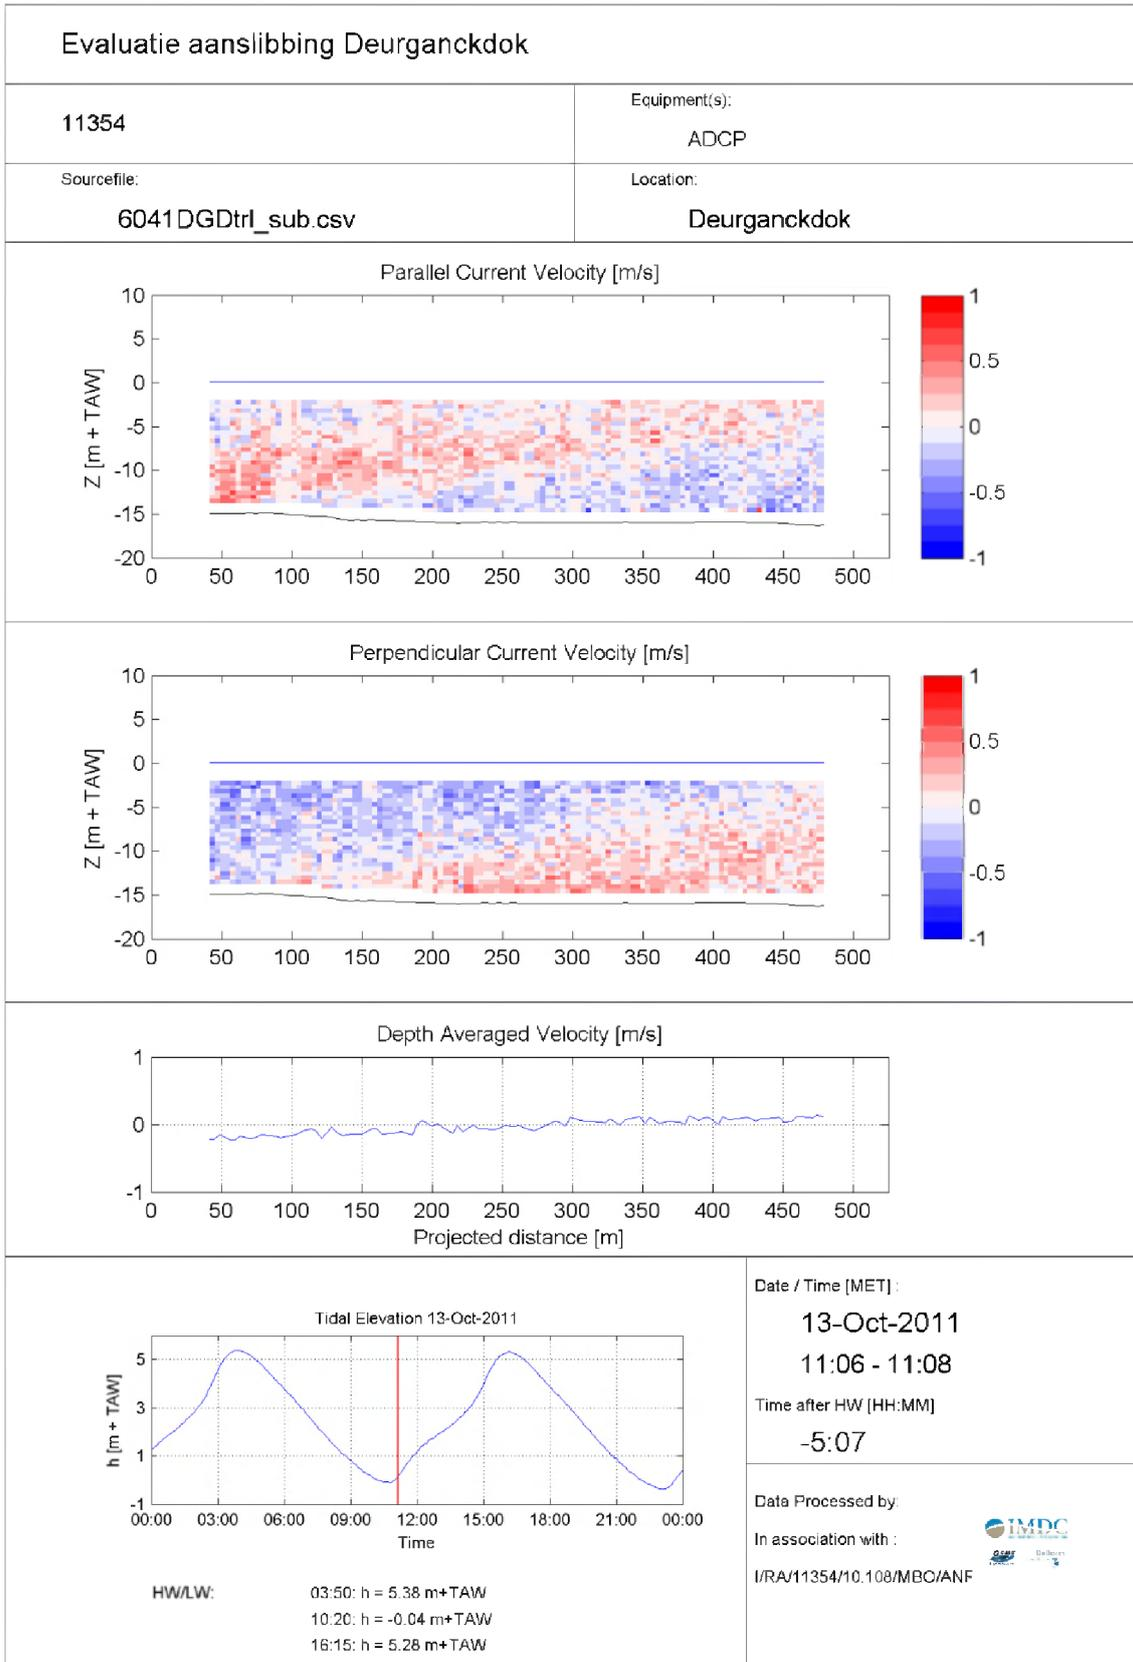 Evaluatie aanslibbing Deurganckdok
11354
Equipment(s):
ADCP
Sourcefile:
6041DGDtrl_sub.csv
Location:
Deurganckdok
Parallel Current Velocity [m/s]
10
5
0
-5
-10
-15
-20
Z [m + TAW]
0 50 100 150 200 250 300 350 400 450 500
1
0.5
0
-0.5
-1
Perpendicular Current Velocity [m/s]
10
5
0
-5
-10
-15
-20
Z [m + TAW]
0 50 100 150 200 250 300 350 400 450 500
1
0.5
0
-0.5
-1
Depth Averaged Velocity [m/s]
1
0
-1
0 50 100 150 200 250 300 350 400 450 500
Projected distance [m]
Tidal Elevation 13-Oct-2011
5
3
1
-1
h [m + TAW]
00:00 03:00 06:00 09:00 12:00 15:00 18:00 21:00 00:00
Time
HW/LW:
03:50: h = 5.38 m+TAW
10:20: h = -0.04 m+TAW
16:15: h = 5.28 m+TAW
Date / Time [MET] :
13-Oct-2011
11:06 - 11:08
Time after HW [HH:MM]
-5:07
Data Processed by:
IMDC
In association with :
I/RA/11354/10.108/MBO/ANF